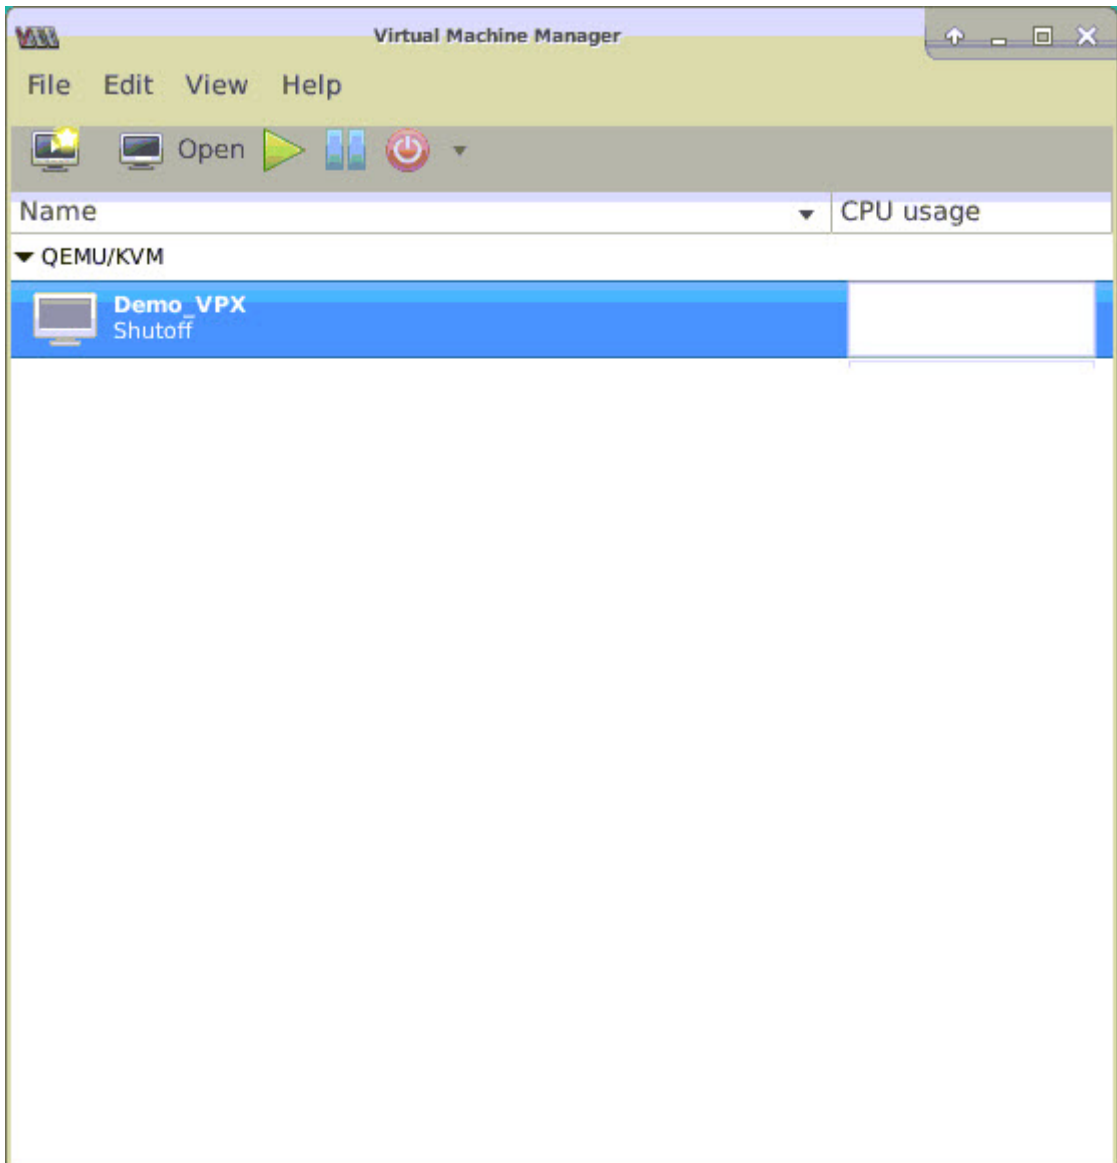 Virtual Machine Manager
File Edit View Help
Open
Name CPU usage
QEMU/KVM
Demo_VPX
Shutoff